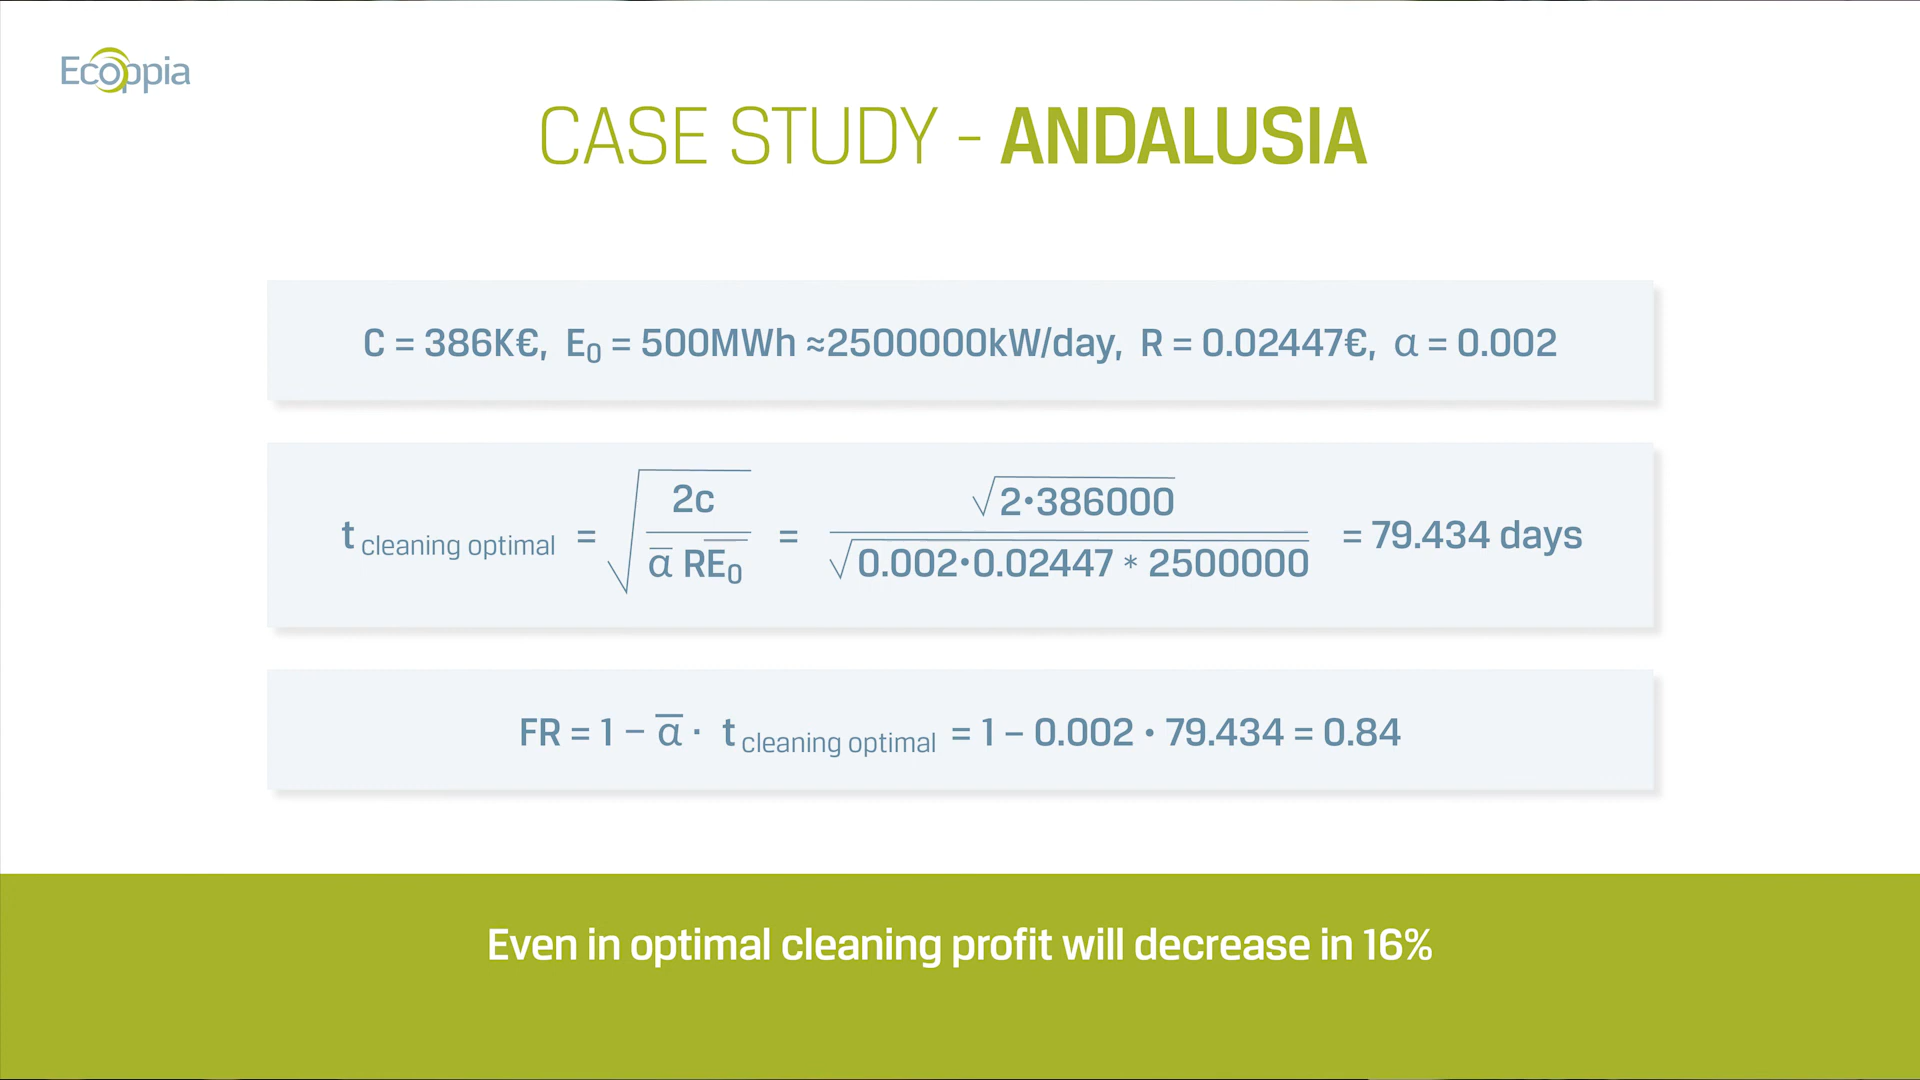 Ecoppia
CASE STUDY - ANDALUSIA
C = 386K€, E₀ = 500MWh ≈2500000kW/day, R = 0.02447€, α = 0.002
t cleaning optimal = √(2c / α̅ R̅E̅₀) = √2•386000 / √0.002•0.02447 * 2500000 = 79.434 days
FR = 1 – α̅ · t cleaning optimal = 1 – 0.002 • 79.434 = 0.84
Even in optimal cleaning profit will decrease in 16%